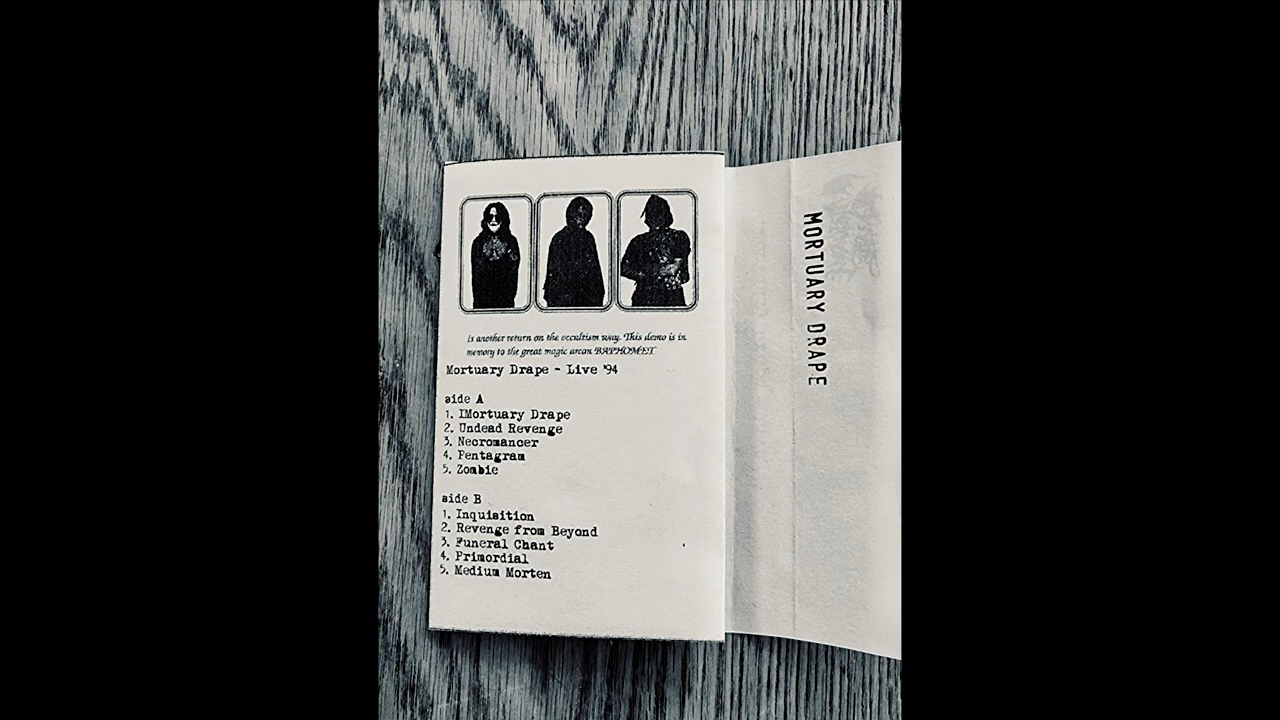 Is another return on the occultism way. This demo is in
memory to the great magic arcan BAPHOMET
Mortuary Drape - Live '94
side A
1. IMortuary Drape
2. Undead Revenge
3. Necromancer
4. Pentagram
5. Zombie
side B
1. Inquisition
2. Revenge from Beyond
3. Funeral Chant
4. Primordial
5. Medium Morten
MORTUARY DRAPE